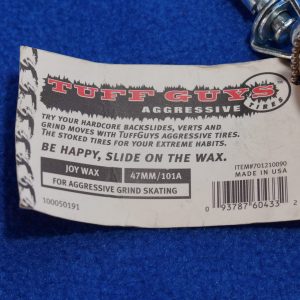 TUFF GUYS
AGGRESSIVE
TIRES
TRY YOUR HARDCORE BACKSLIDES, VERTS AND
GRIND MOVES WITH TUFFGUYS AGGRESSIVE TIRES.
THE STOKED TIRES FOR YOUR EXTREME HABITS.
BE HAPPY, SLIDE ON THE WAX.
JOY WAX
47MM/101A
FOR AGGRESSIVE GRIND SKATING
100050191
ITEM#701210090
MADE IN USA
0 93787 60433 2